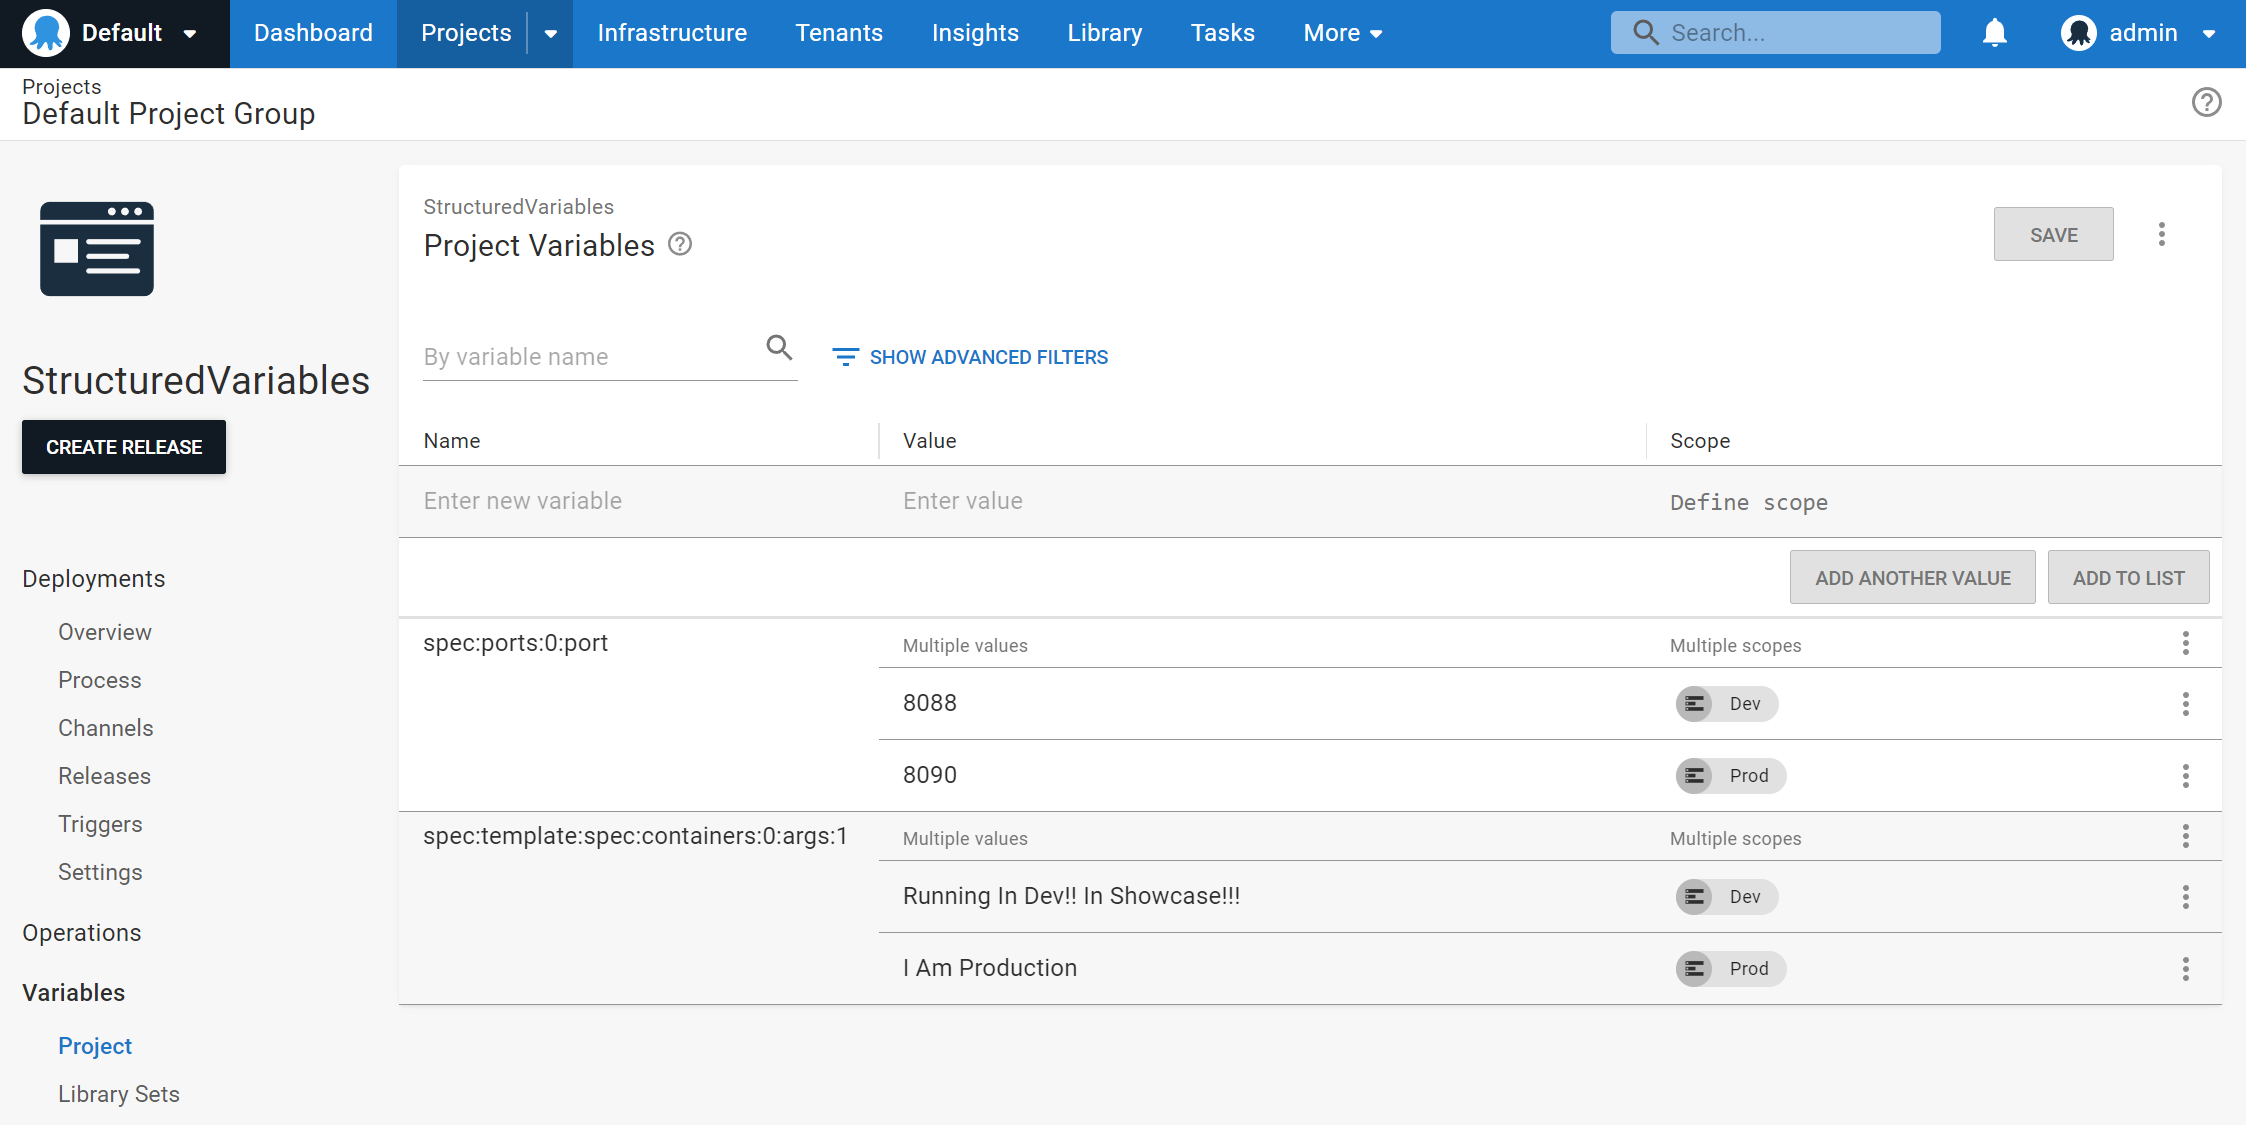 Default
Dashboard
Projects
Infrastructure
Tenants
Insights
Library
Tasks
More
Search...
admin
Projects
Default Project Group
StructuredVariables
CREATE RELEASE
Deployments
Overview
Process
Channels
Releases
Triggers
Settings
Operations
Variables
Project
Library Sets
StructuredVariables
Project Variables
SAVE
By variable name
SHOW ADVANCED FILTERS
Name Value Scope
Enter new variable Enter value Define scope
ADD ANOTHER VALUE ADD TO LIST
spec:ports:0:port Multiple values Multiple scopes
8088 Dev
8090 Prod
spec:template:spec:containers:0:args:1 Multiple values Multiple scopes
Running In Dev!! In Showcase!!! Dev
I Am Production Prod